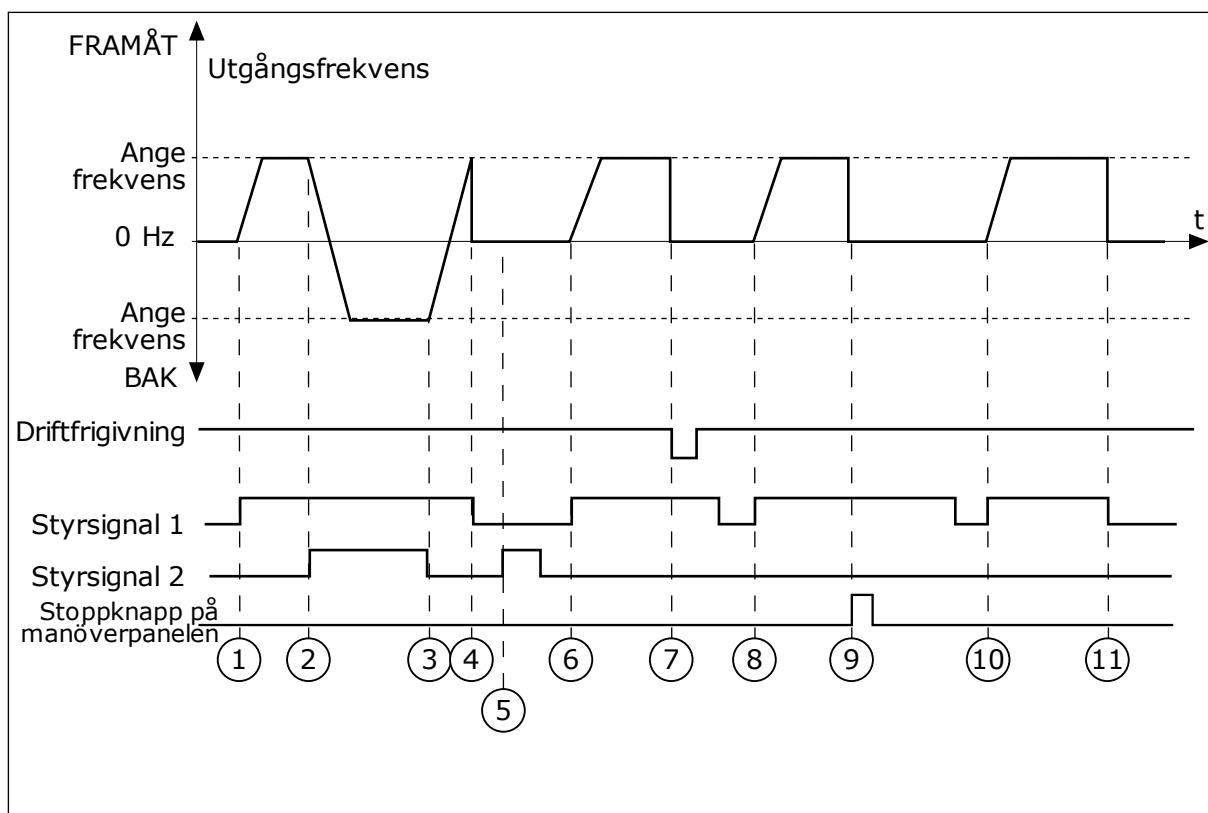 FRAMÅT
Utgångsfrekvens
Ange
frekvens
0 Hz
t
Ange
frekvens
BAK
Driftfrigivning
Styrsignal 1
Styrsignal 2
Stoppknapp på
manöverpanelen
1 2 3 4 6 7 8 9 10 11
5